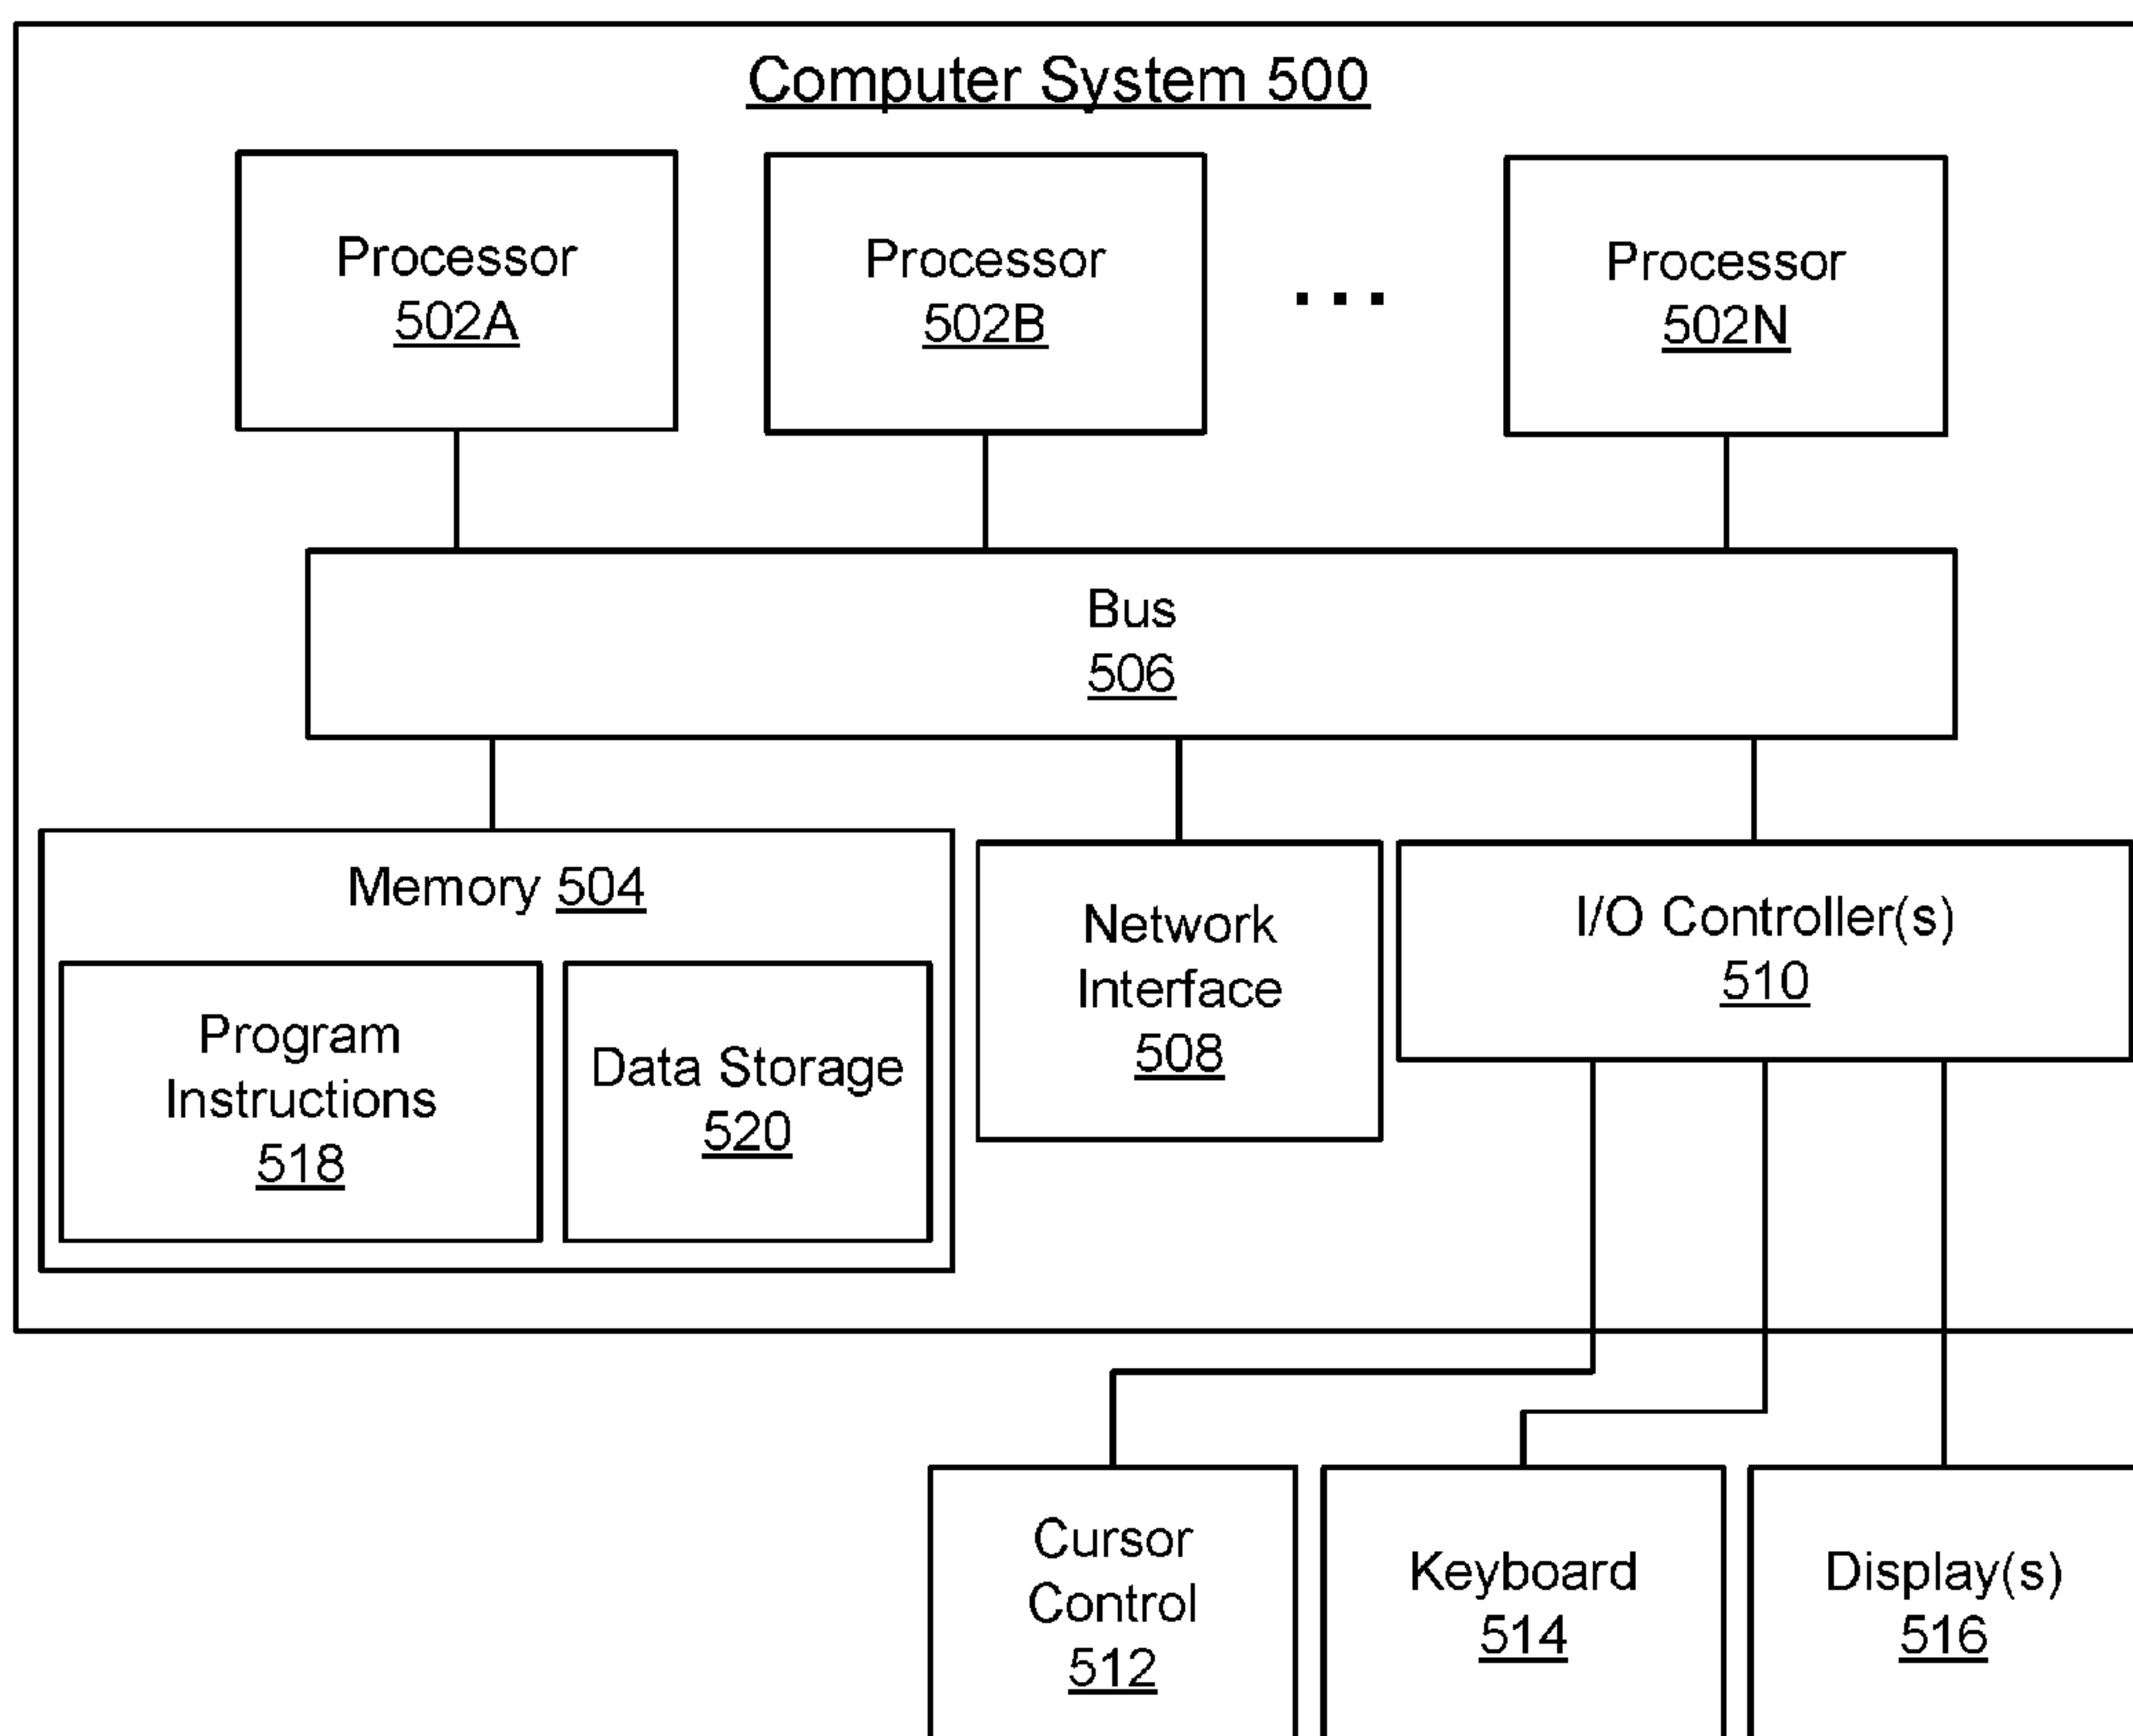 Computer System 500
Processor
502A
Processor
502B
...
Processor
502N
Bus
506
Memory 504
Program
Instructions
518
Data Storage
520
Network
Interface
508
I/O Controller(s)
510
Cursor
Control
512
Keyboard
514
Display(s)
516